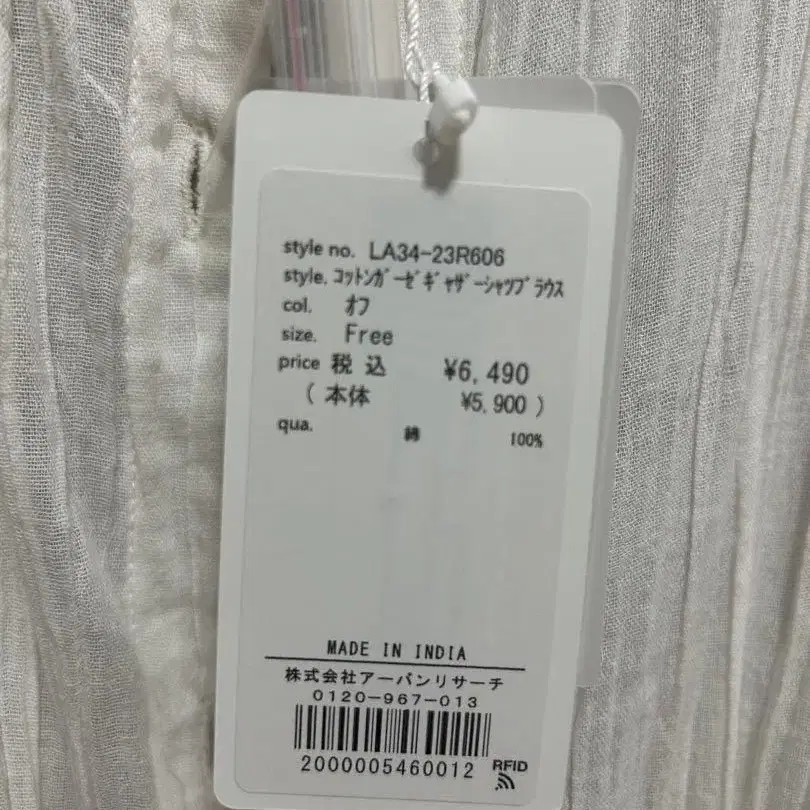 style no. LA34-23R606
style. ｺｯﾄﾝｶﾞｰｾﾞｷﾞｬｻﾞｰｼｬﾂﾌﾞﾗｳｽ
col. ｵﾌ
size. Free
price 税込 ¥6,490
(本体 ¥5,900)
qua. 綿 100%
MADE IN INDIA
株式会社アーバンリサーチ
0120-967-013
2000005460012 RFID